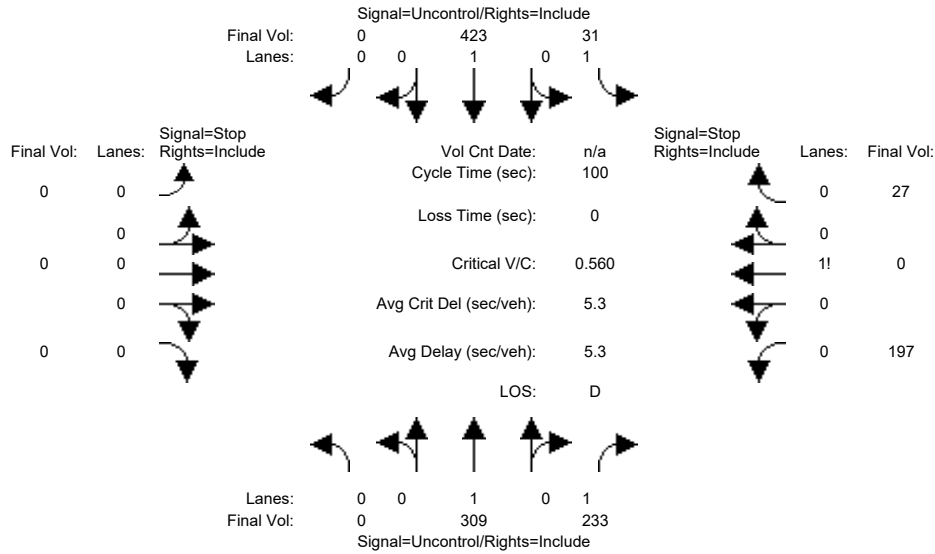 Signal=Uncontrol/Rights=Include
Final Vol: 0 423 31
Lanes: 0 0 1 0 1
Signal=Stop
Final Vol: Lanes: Rights=Include
Vol Cnt Date: n/a
Signal=Stop
Rights=Include Lanes: Final Vol:
Cycle Time (sec): 100
0 0
0 27
Loss Time (sec): 0
0
0
0 0
Critical V/C: 0.560
1! 0
0
Avg Crit Del (sec/veh): 5.3
0
0 0
Avg Delay (sec/veh): 5.3
0 197
LOS: D
Lanes: 0 0 1 0 1
Final Vol: 0 309 233
Signal=Uncontrol/Rights=Include